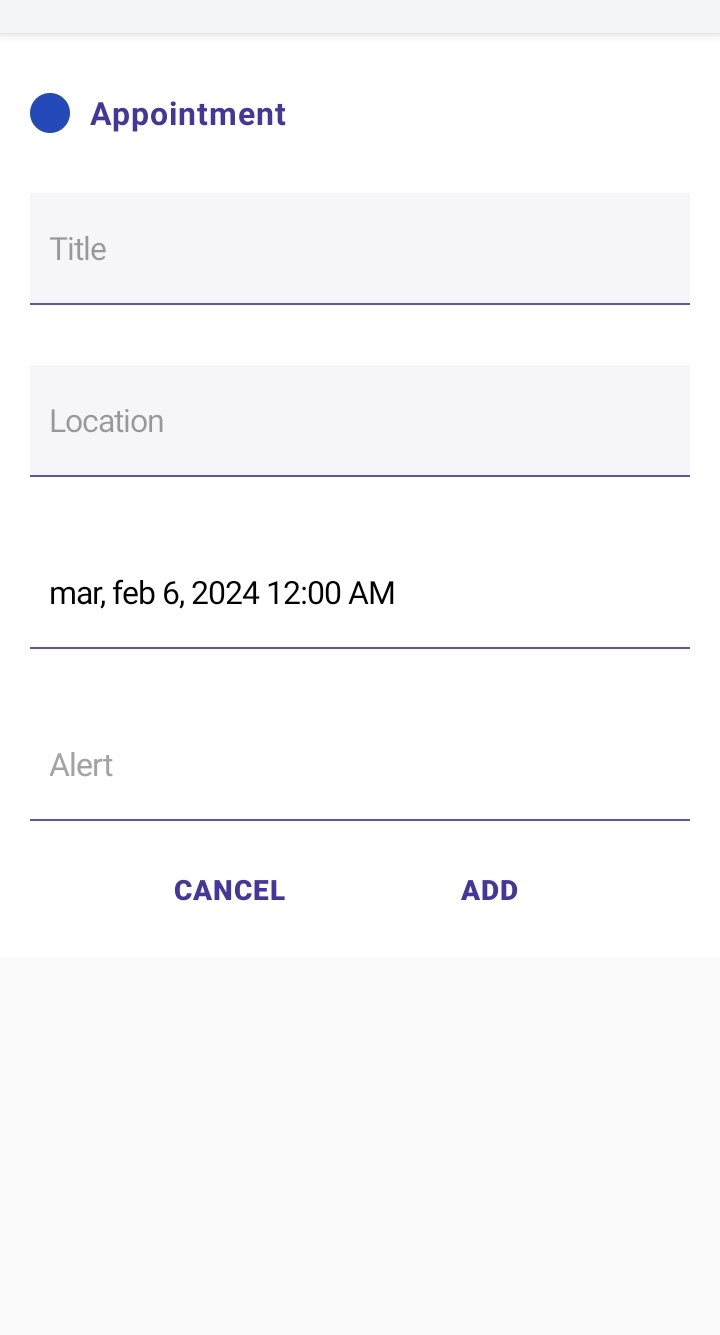 Appointment
Title
Location
mar, feb 6, 2024 12:00 AM
Alert
CANCEL ADD